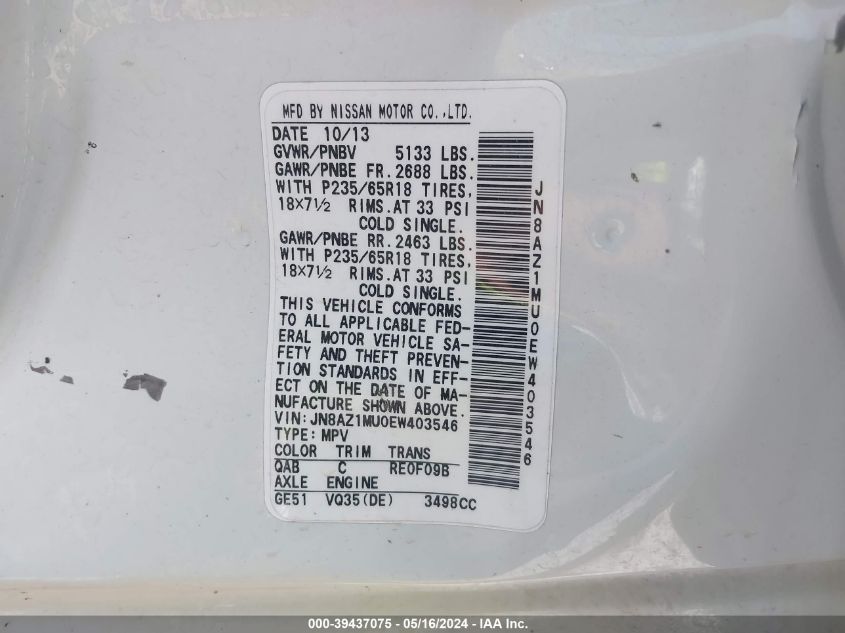 MFD BY NISSAN MOTOR CO.,LTD.
DATE 10/13
GVWR/PNBV 5133 LBS.
GAWR/PNBE FR. 2688 LBS.
WITH P235/65R18 TIRES,
18X7½ RIMS. AT 33 PSI
COLD SINGLE.
GAWR/PNBE RR. 2463 LBS.
WITH P235/65R18 TIRES,
18X7½ RIMS. AT 33 PSI
COLD SINGLE.
THIS VEHICLE CONFORMS
TO ALL APPLICABLE FED-
ERAL MOTOR VEHICLE SA-
FETY AND THEFT PREVEN-
TION STANDARDS IN EFF-
ECT ON THE DATE OF MA-
NUFACTURE SHOWN ABOVE.
VIN: JN8AZ1MU0EW403546
TYPE: MPV
COLOR TRIM TRANS
QAB C RE0F09B
AXLE ENGINE
GE51 VQ35(DE) 3498CC
JN8AZ1MU0EW403546
000-39437075 - 05/16/2024 - IAA Inc.